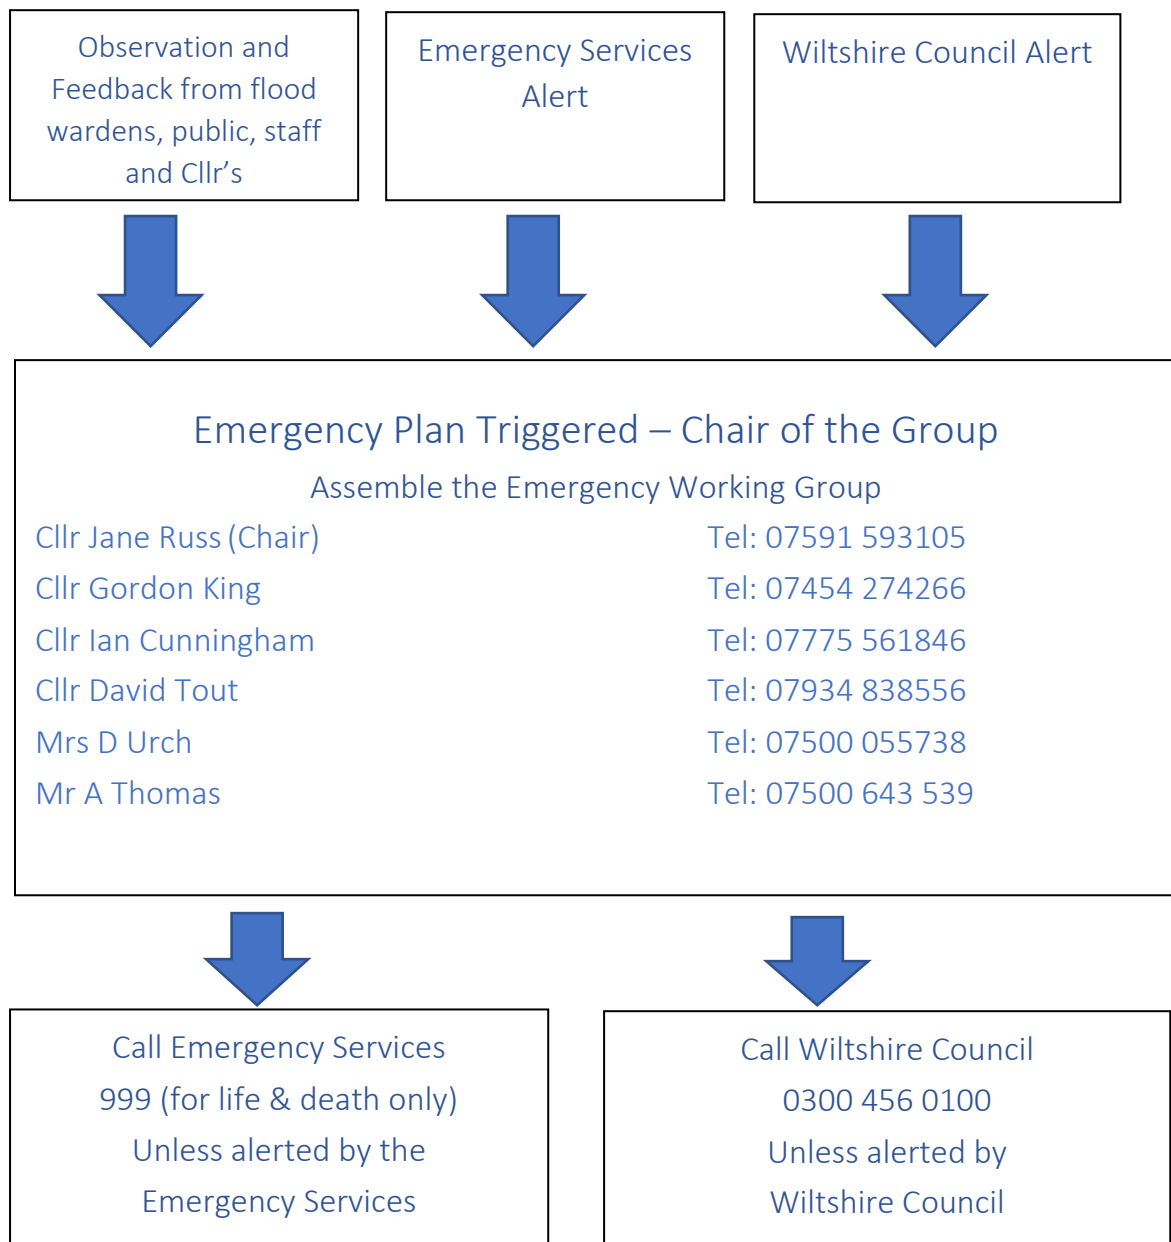 Observation and
Feedback from flood
wardens, public, staff
and Cllr’s
Emergency Services
Alert
Wiltshire Council Alert
Emergency Plan Triggered – Chair of the Group
Assemble the Emergency Working Group
Cllr Jane Russ (Chair) Tel: 07591 593105
Cllr Gordon King Tel: 07454 274266
Cllr Ian Cunningham Tel: 07775 561846
Cllr David Tout Tel: 07934 838556
Mrs D Urch Tel: 07500 055738
Mr A Thomas Tel: 07500 643 539
Call Emergency Services
999 (for life & death only)
Unless alerted by the
Emergency Services
Call Wiltshire Council
0300 456 0100
Unless alerted by
Wiltshire Council